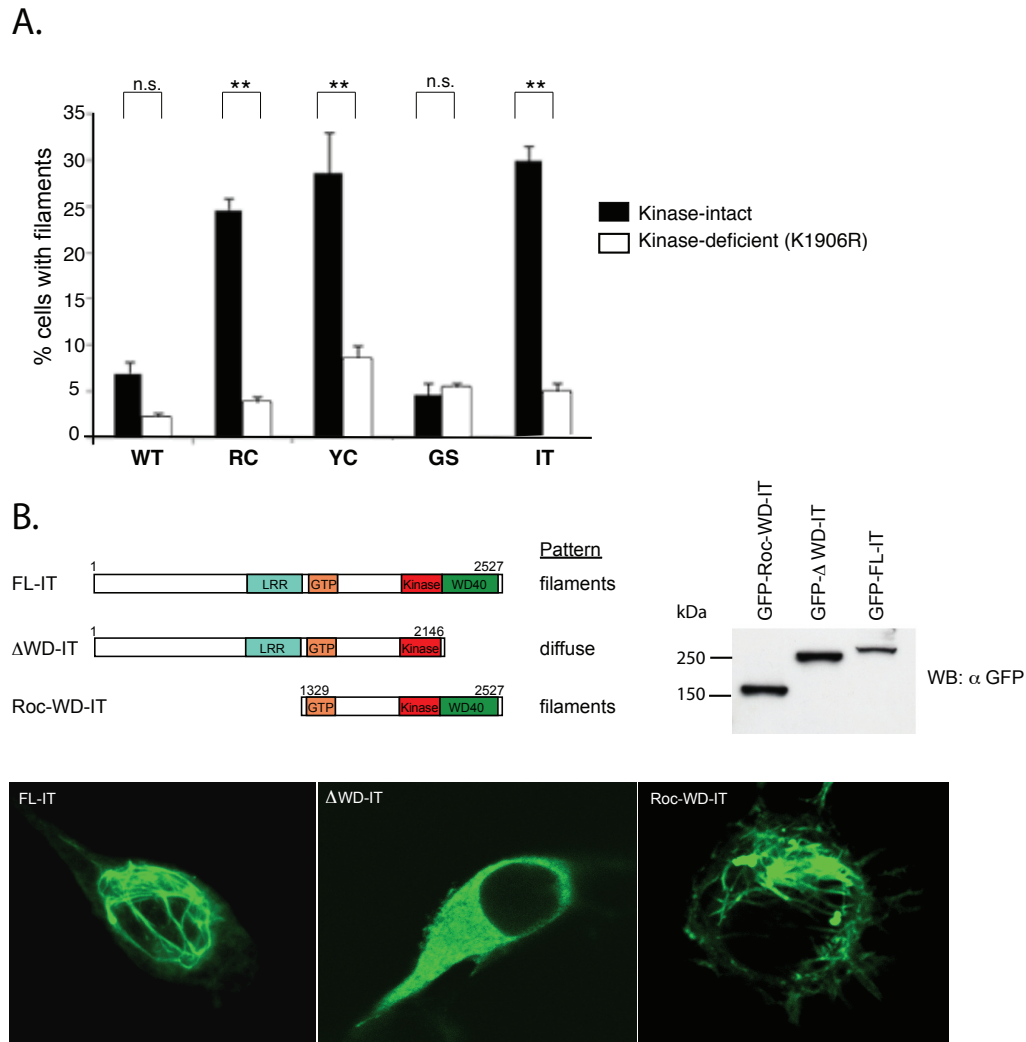 A.
n.s. ** ** n.s. **
35
30
25
20
15
10
5
0
% cells with filaments
WT RC YC GS IT
Kinase-intact
Kinase-deficient (K1906R)
B.
Pattern
1 2527
FL-IT LRR GTP Kinase WD40 filaments
1 2146
ΔWD-IT LRR GTP Kinase diffuse
1329 2527
Roc-WD-IT GTP Kinase WD40 filaments
GFP-Roc-WD-IT
GFP-Δ WD-IT
GFP-FL-IT
kDa
250
150
WB: α GFP
FL-IT
ΔWD-IT
Roc-WD-IT